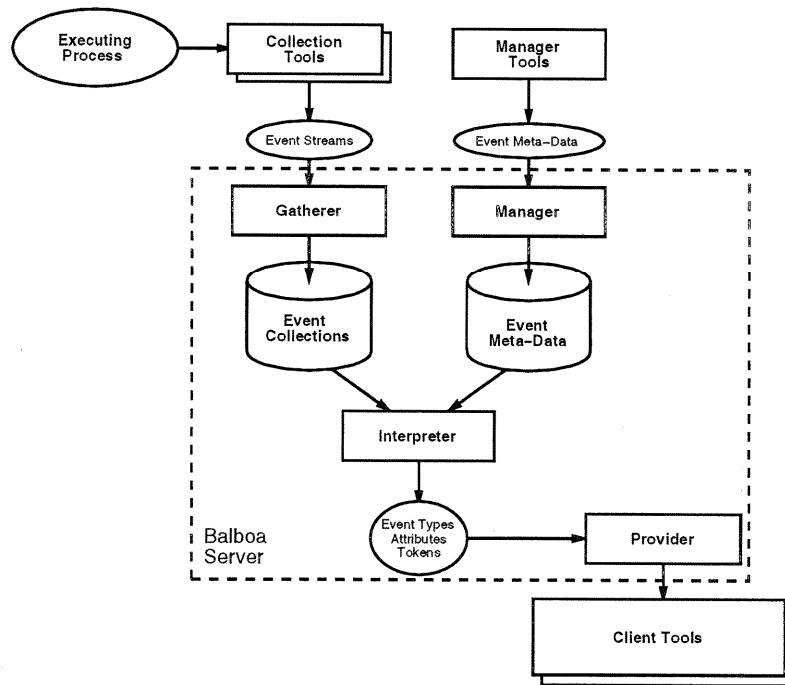 Executing
Process
Collection
Tools
Manager
Tools
Event Streams
Event Meta-Data
Gatherer
Manager
Event
Collections
Event
Meta-Data
Interpreter
Event Types
Attributes
Tokens
Provider
Balboa
Server
Client Tools